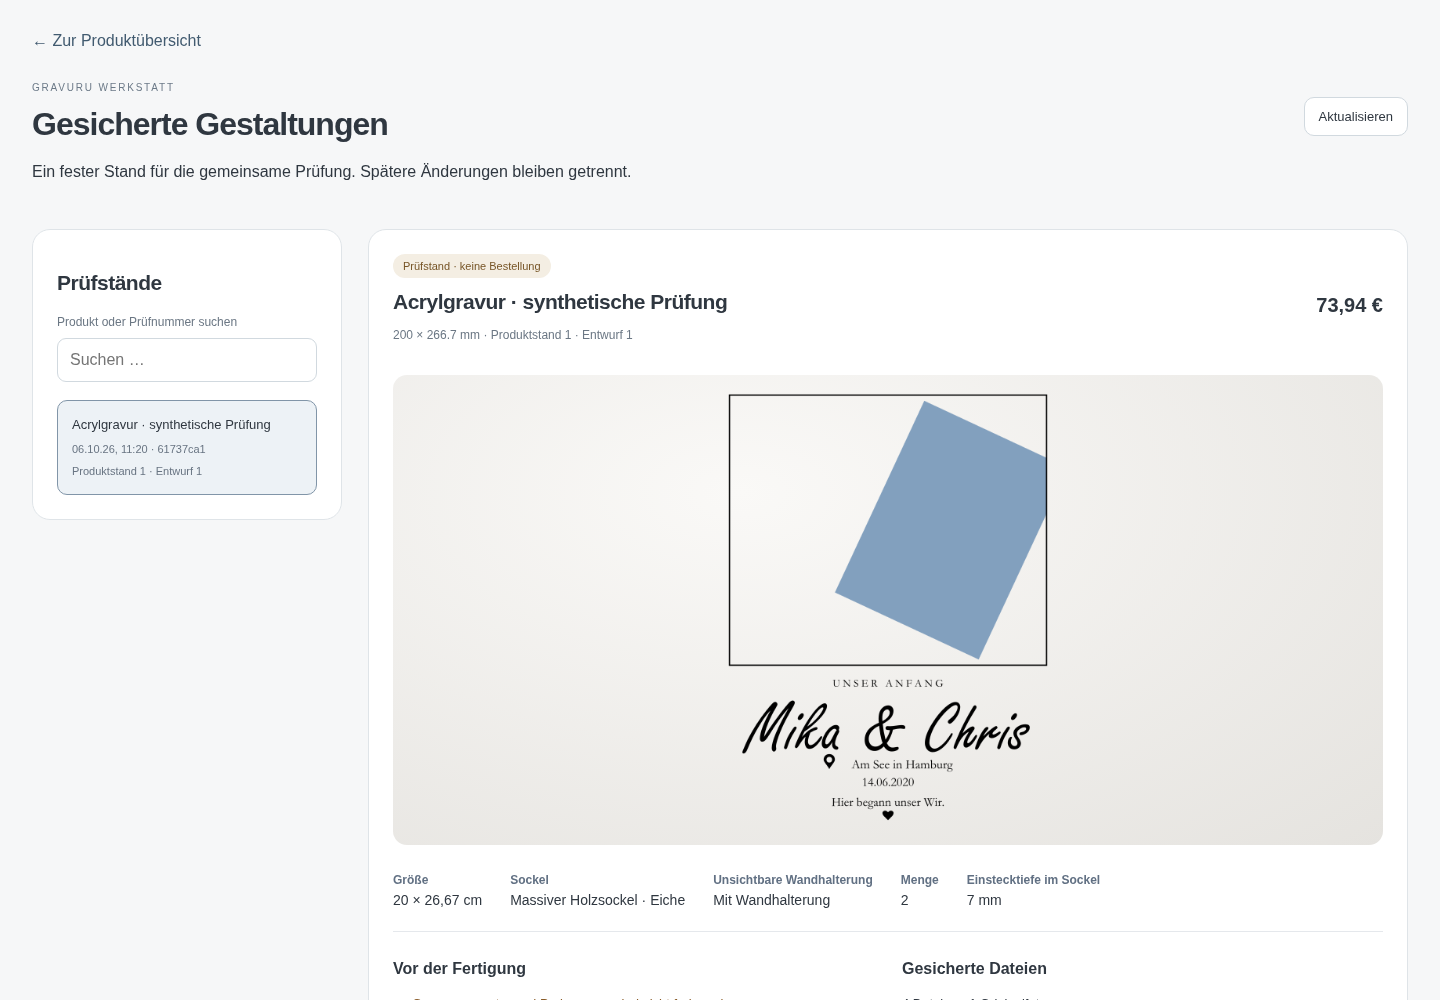 ← Zur Produktübersicht
GRAVURU WERKSTATT
Gesicherte Gestaltungen
Aktualisieren
Ein fester Stand für die gemeinsame Prüfung. Spätere Änderungen bleiben getrennt.
Prüfstände
Produkt oder Prüfnummer suchen
Suchen …
Acrylgravur · synthetische Prüfung
06.10.26, 11:20 · 61737ca1
Produktstand 1 · Entwurf 1
Prüfstand · keine Bestellung
Acrylgravur · synthetische Prüfung
73,94 €
200 × 266.7 mm · Produktstand 1 · Entwurf 1
UNSER ANFANG
Mika & Chris
Am See in Hamburg
14.06.2020
Hier begann unser Wir.
Größe
20 × 26,67 cm
Sockel
Massiver Holzsockel · Eiche
Unsichtbare Wandhalterung
Mit Wandhalterung
Menge
2
Einstecktiefe im Sockel
7 mm
Vor der Fertigung
Gesicherte Dateien